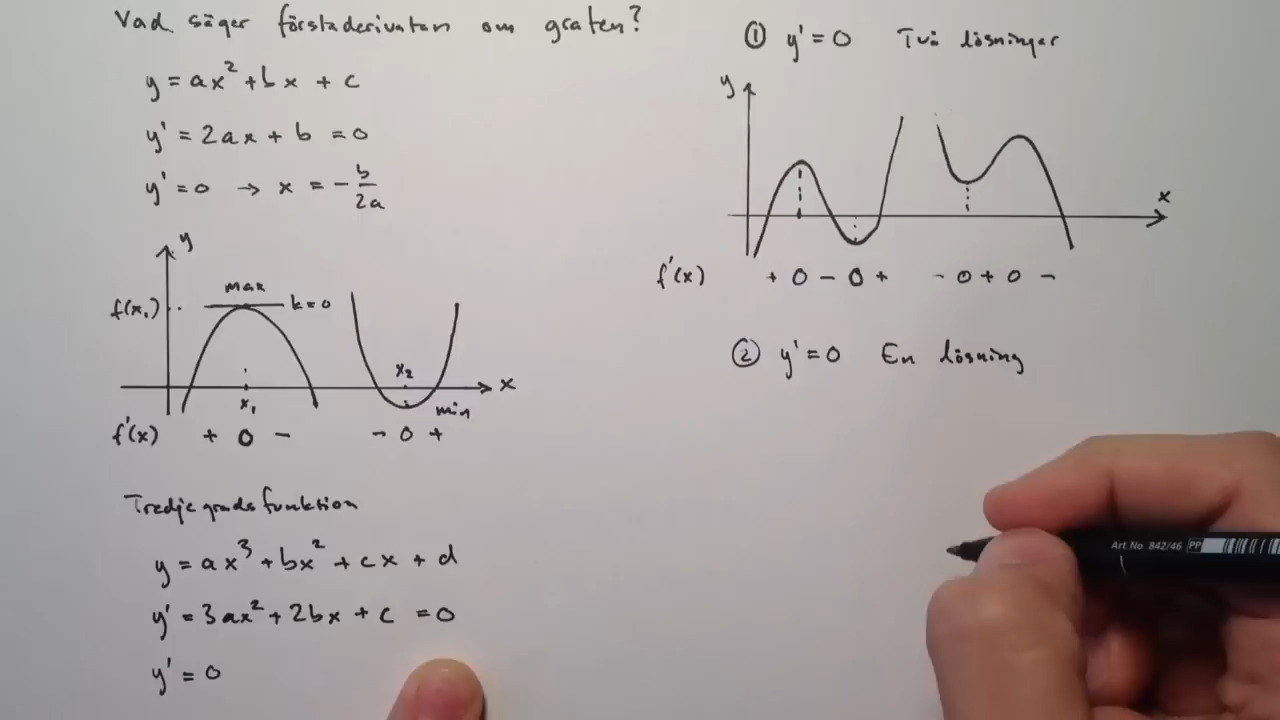 Vad säger förstaderivatan om grafen?
y = ax² + bx + c
y' = 2ax + b = 0
y' = 0 → x = -b/2a
y
max
f(x₁)
k=0
x₂
x
x₁
min
f'(x) + 0 - - 0 +
Tredjegradsfunktion
y = ax³ + bx² + cx + d
y' = 3ax² + 2bx + c = 0
y' = 0
① y' = 0 Två lösningar
y
x
f'(x) + 0 - 0 + - 0 + 0 -
② y' = 0 En lösning
Art.No. 842/46 PP